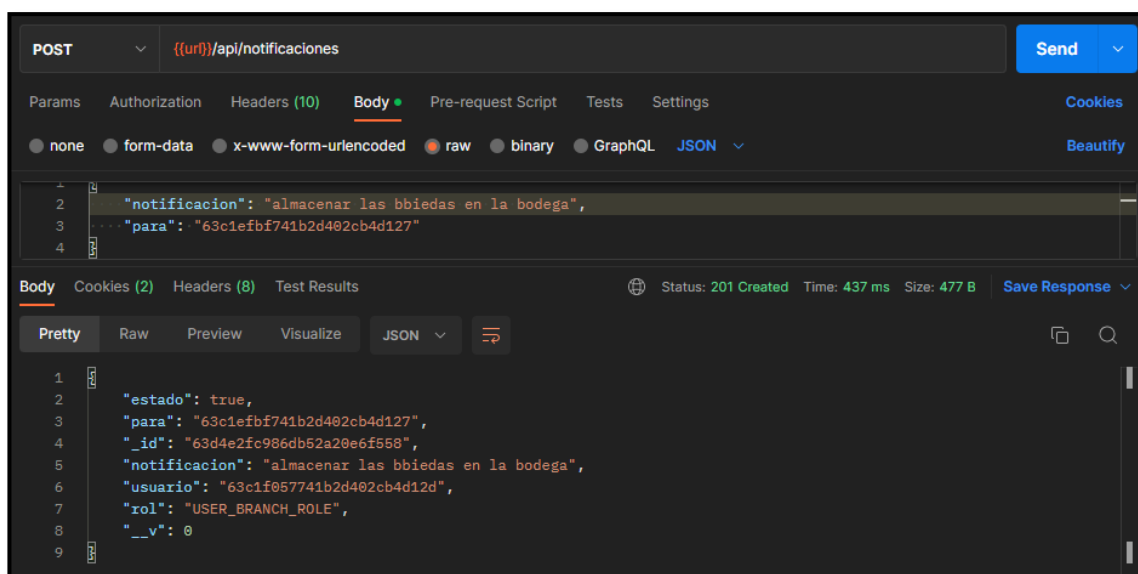 POST {{url}}/api/notificaciones Send
Params Authorization Headers (10) Body Pre-request Script Tests Settings Cookies
none form-data x-www-form-urlencoded raw binary GraphQL JSON Beautify
1 {
2 "notificacion": "almacenar las bbiedas en la bodega",
3 "para": "63c1efbf741b2d402cb4d127"
4 }
Body Cookies (2) Headers (8) Test Results Status: 201 Created Time: 437 ms Size: 477 B Save Response
Pretty Raw Preview Visualize JSON
1 {
2 "estado": true,
3 "para": "63c1efbf741b2d402cb4d127",
4 "_id": "63d4e2fc986db52a20e6f558",
5 "notificacion": "almacenar las bbiedas en la bodega",
6 "usuario": "63c1f057741b2d402cb4d12d",
7 "rol": "USER_BRANCH_ROLE",
8 "__v": 0
9 }